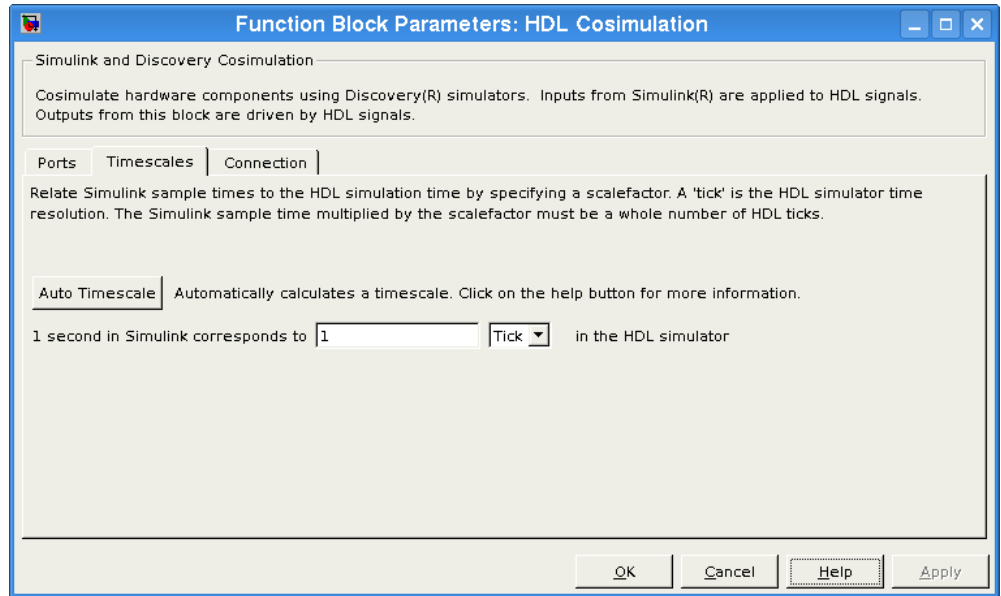 Function Block Parameters: HDL Cosimulation
Simulink and Discovery Cosimulation
Cosimulate hardware components using Discovery(R) simulators. Inputs from Simulink(R) are applied to HDL signals.
Outputs from this block are driven by HDL signals.
Ports Timescales Connection
Relate Simulink sample times to the HDL simulation time by specifying a scalefactor. A 'tick' is the HDL simulator time
resolution. The Simulink sample time multiplied by the scalefactor must be a whole number of HDL ticks.
Auto Timescale Automatically calculates a timescale. Click on the help button for more information.
1 second in Simulink corresponds to 1 Tick in the HDL simulator
OK Cancel Help Apply